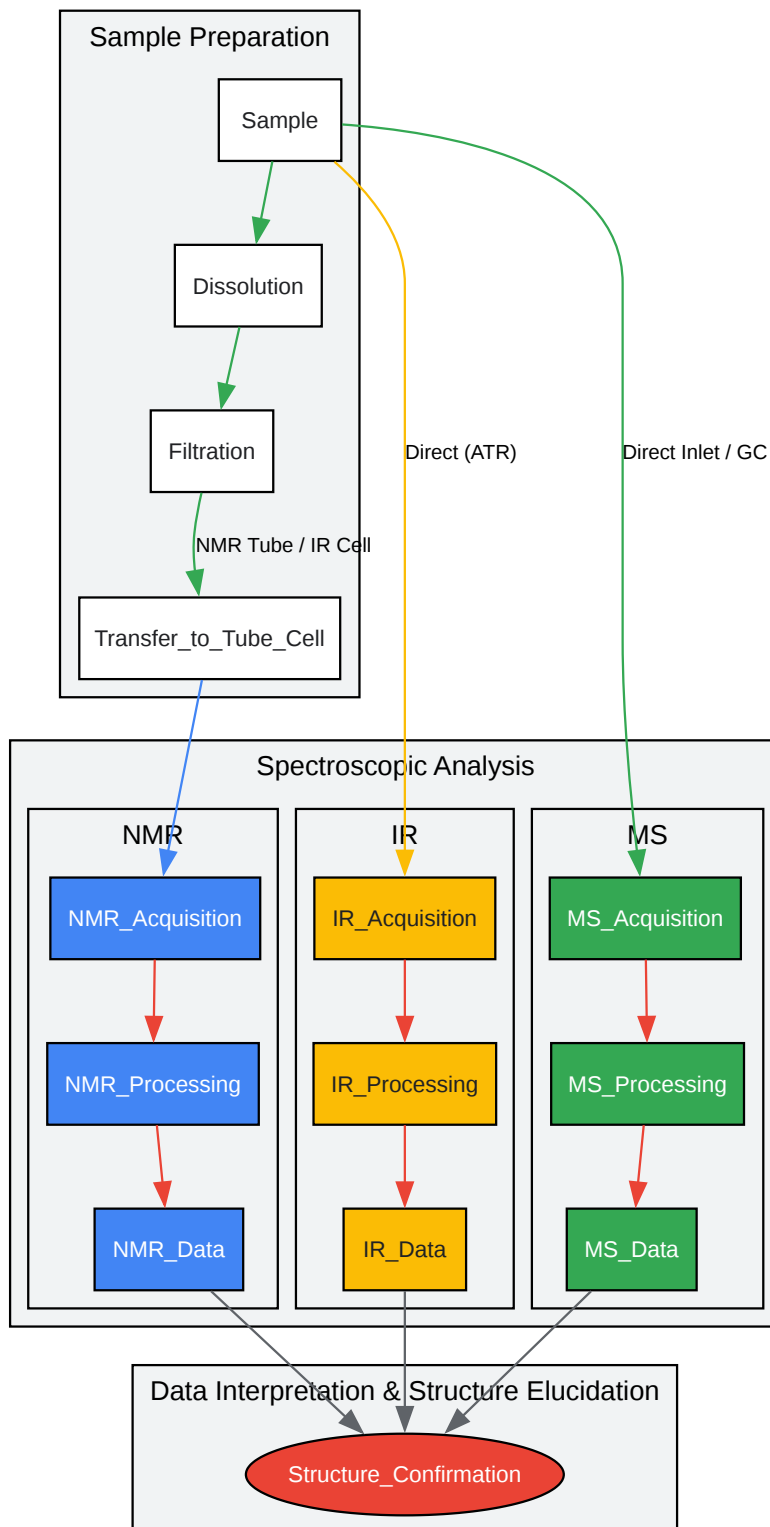 Sample Preparation
Sample
Dissolution
Filtration
Direct (ATR)
Direct Inlet / GC
NMR Tube / IR Cell
Transfer_to_Tube_Cell
Spectroscopic Analysis
NMR
IR
MS
NMR_Acquisition
IR_Acquisition
MS_Acquisition
NMR_Processing
IR_Processing
MS_Processing
NMR_Data
IR_Data
MS_Data
Data Interpretation & Structure Elucidation
Structure_Confirmation